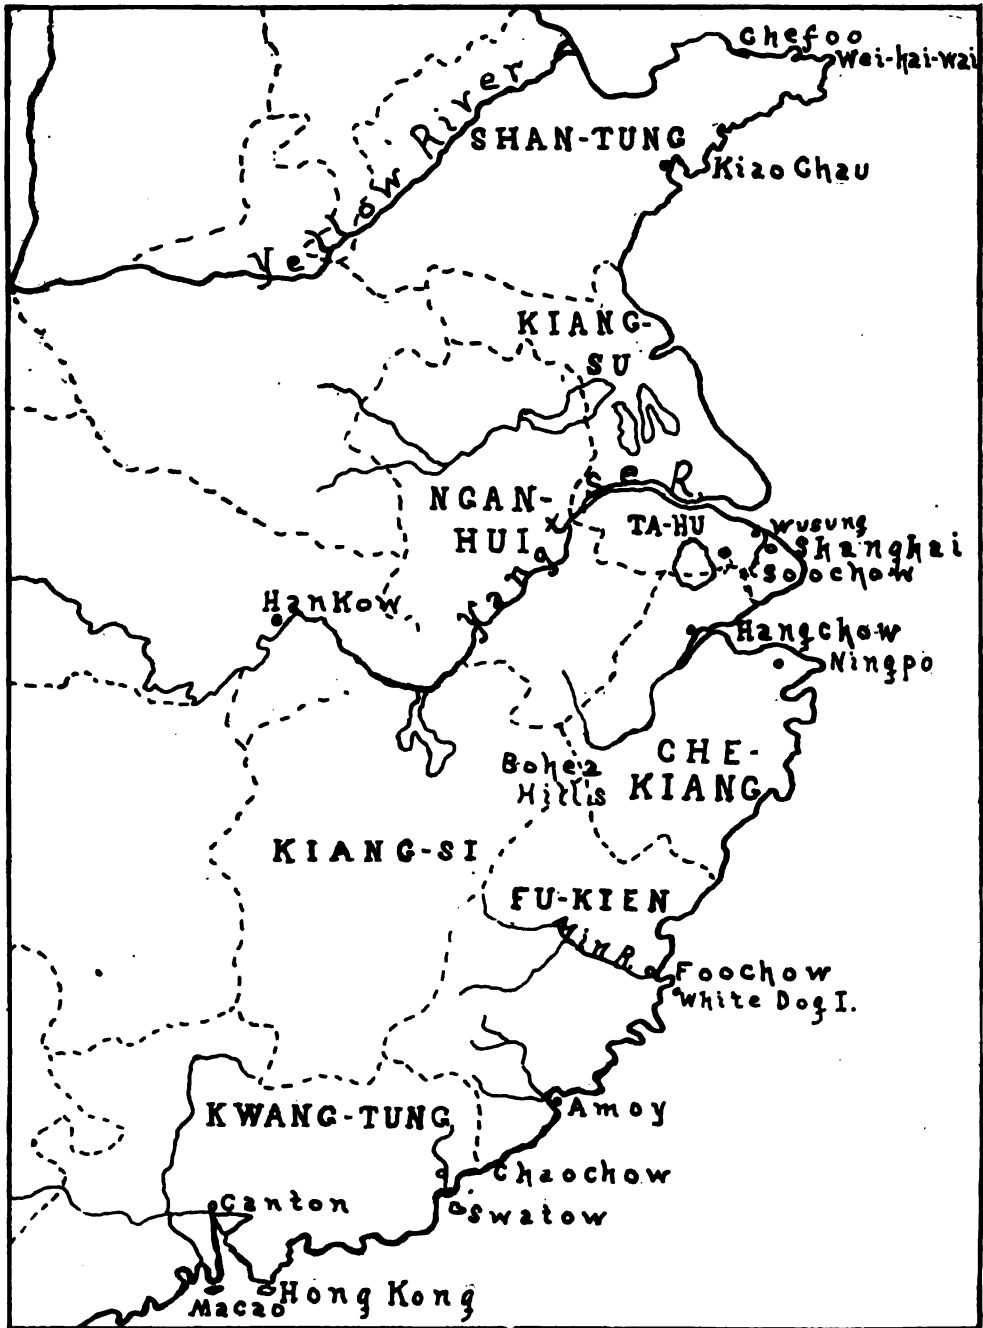 Chefoo
Wei-hai-wai
Yellow River
SHAN-TUNG
Kiao Chau
KIANG-
SU
NGAN-
HUI
Yangtse R.
TA-HU
Wusung
Shanghai
Soochow
HanKow
Hangchow
Ningpo
CHE-
KIANG
Bohea
Hills
KIANG-SI
FU-KIEN
Min R.
Foochow
White Dog I.
Amoy
KWANG-TUNG
Chaochow
Swatow
Canton
Hong Kong
Macao